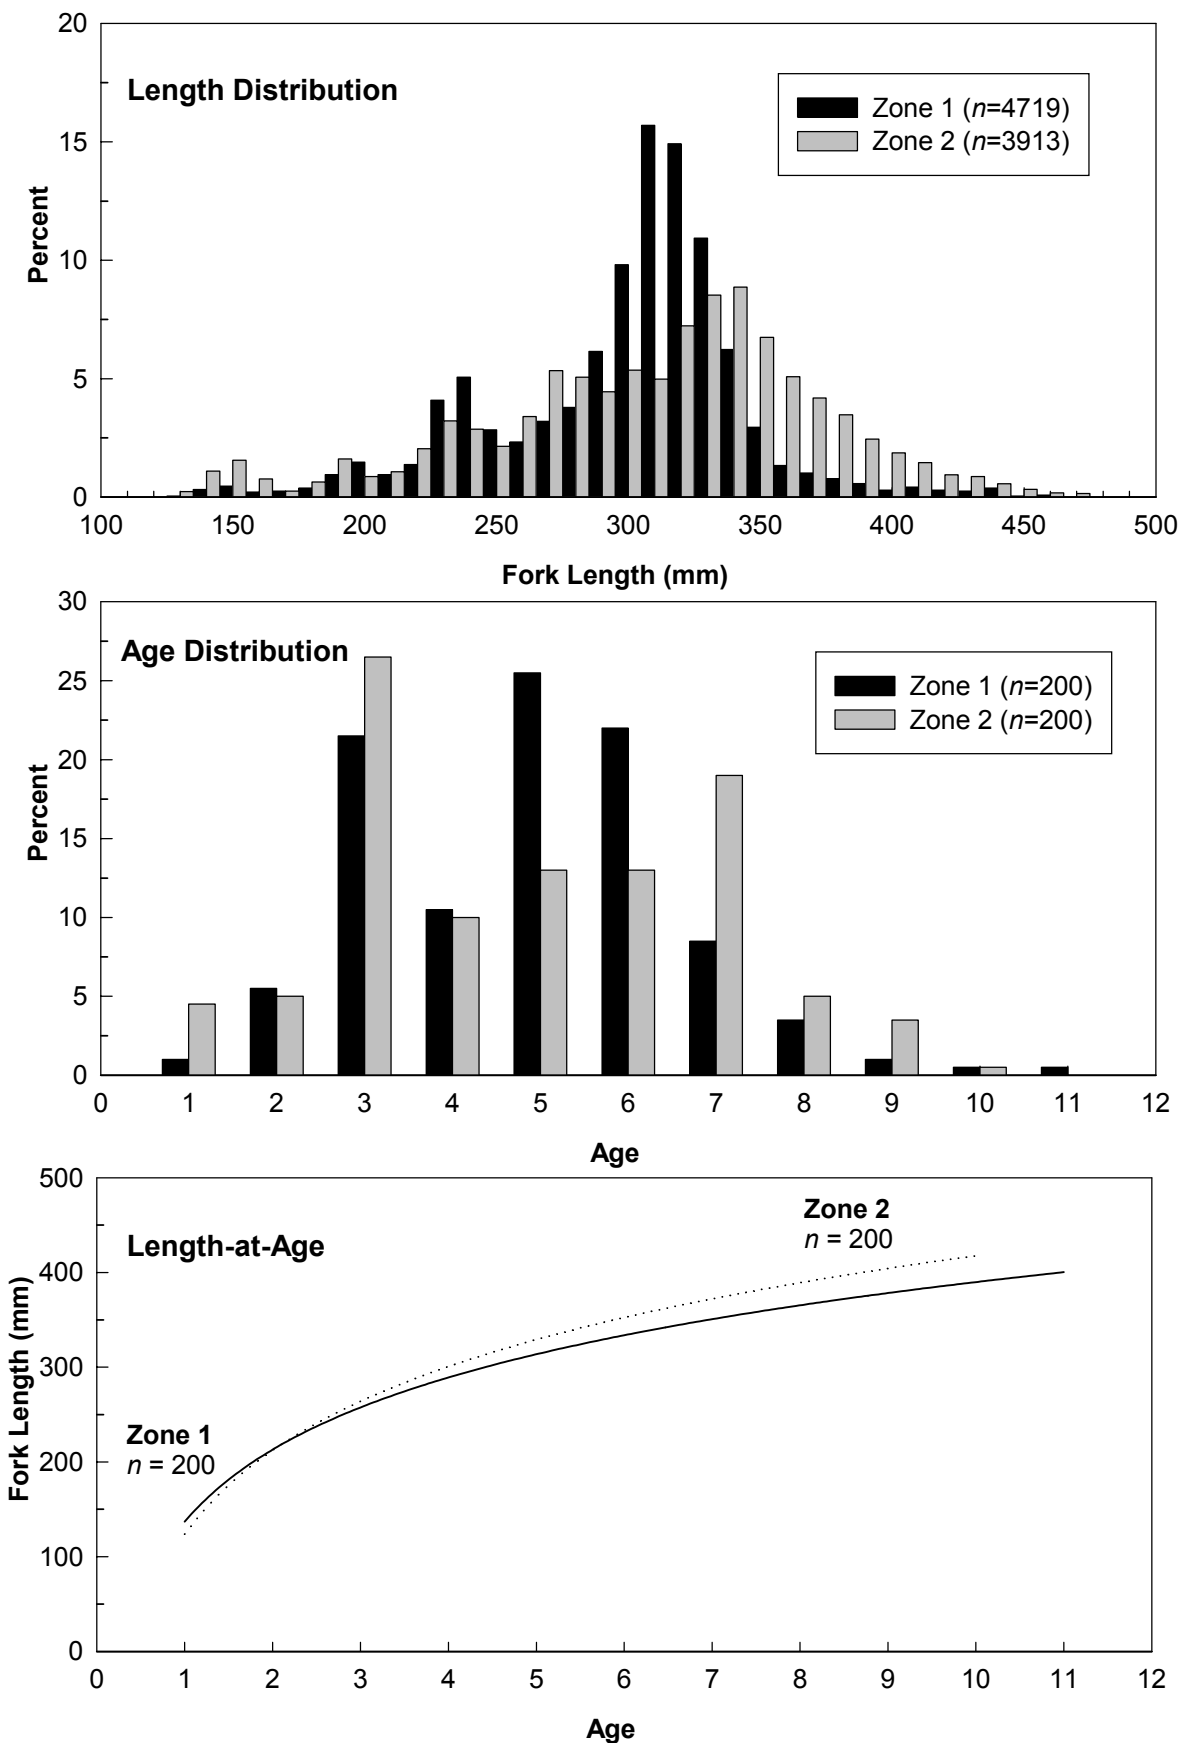 20
Length Distribution
Zone 1 (n=4719)
Zone 2 (n=3913)
15
Percent
10
5
0
100 150 200 250 300 350 400 450 500
Fork Length (mm)
30
Age Distribution
Zone 1 (n=200)
Zone 2 (n=200)
25
20
Percent
15
10
5
0
0 1 2 3 4 5 6 7 8 9 10 11 12
Age
500
Zone 2
n = 200
Length-at-Age
400
Fork Length (mm)
300
Zone 1
n = 200
200
100
0
0 1 2 3 4 5 6 7 8 9 10 11 12
Age